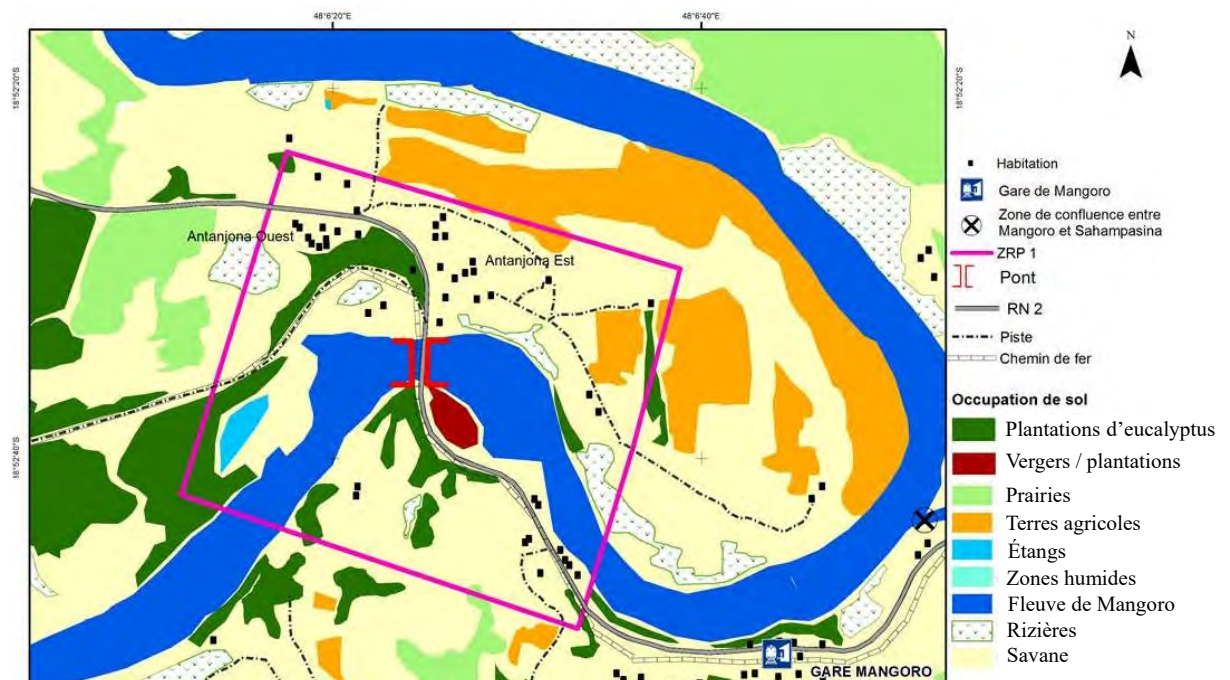 48°6'20"E
48°6'40"E
N
18°52'20"S
18°52'20"S
18°52'40"S
18°52'40"S
Antanjona Ouest
Antanjona Est
GARE MANGORO
Habitation
Gare de Mangoro
Zone de confluence entre
Mangoro et Sahampasina
ZRP 1
Pont
RN 2
Piste
Chemin de fer
Occupation de sol
Plantations d'eucalyptus
Vergers / plantations
Prairies
Terres agricoles
Étangs
Zones humides
Fleuve de Mangoro
Rizières
Savane